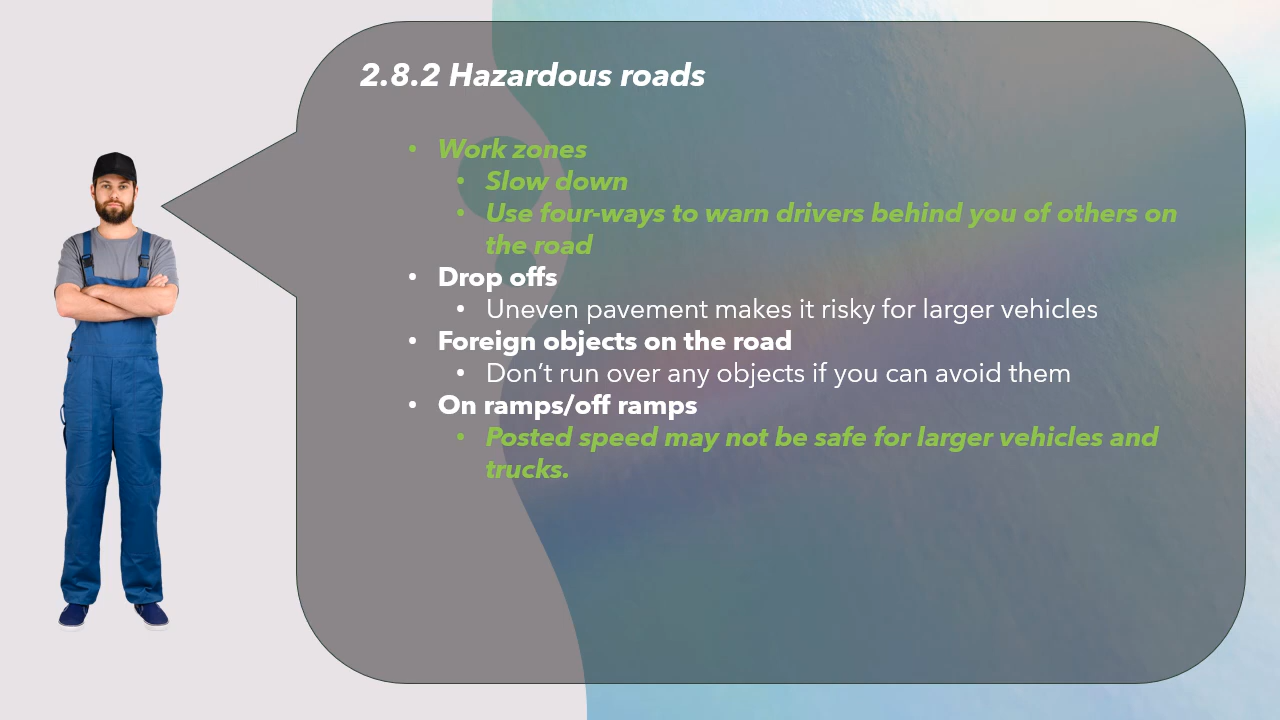 2.8.2 Hazardous roads
• Work zones
• Slow down
• Use four-ways to warn drivers behind you of others on
the road
• Drop offs
• Uneven pavement makes it risky for larger vehicles
• Foreign objects on the road
• Don’t run over any objects if you can avoid them
• On ramps/off ramps
• Posted speed may not be safe for larger vehicles and
trucks.